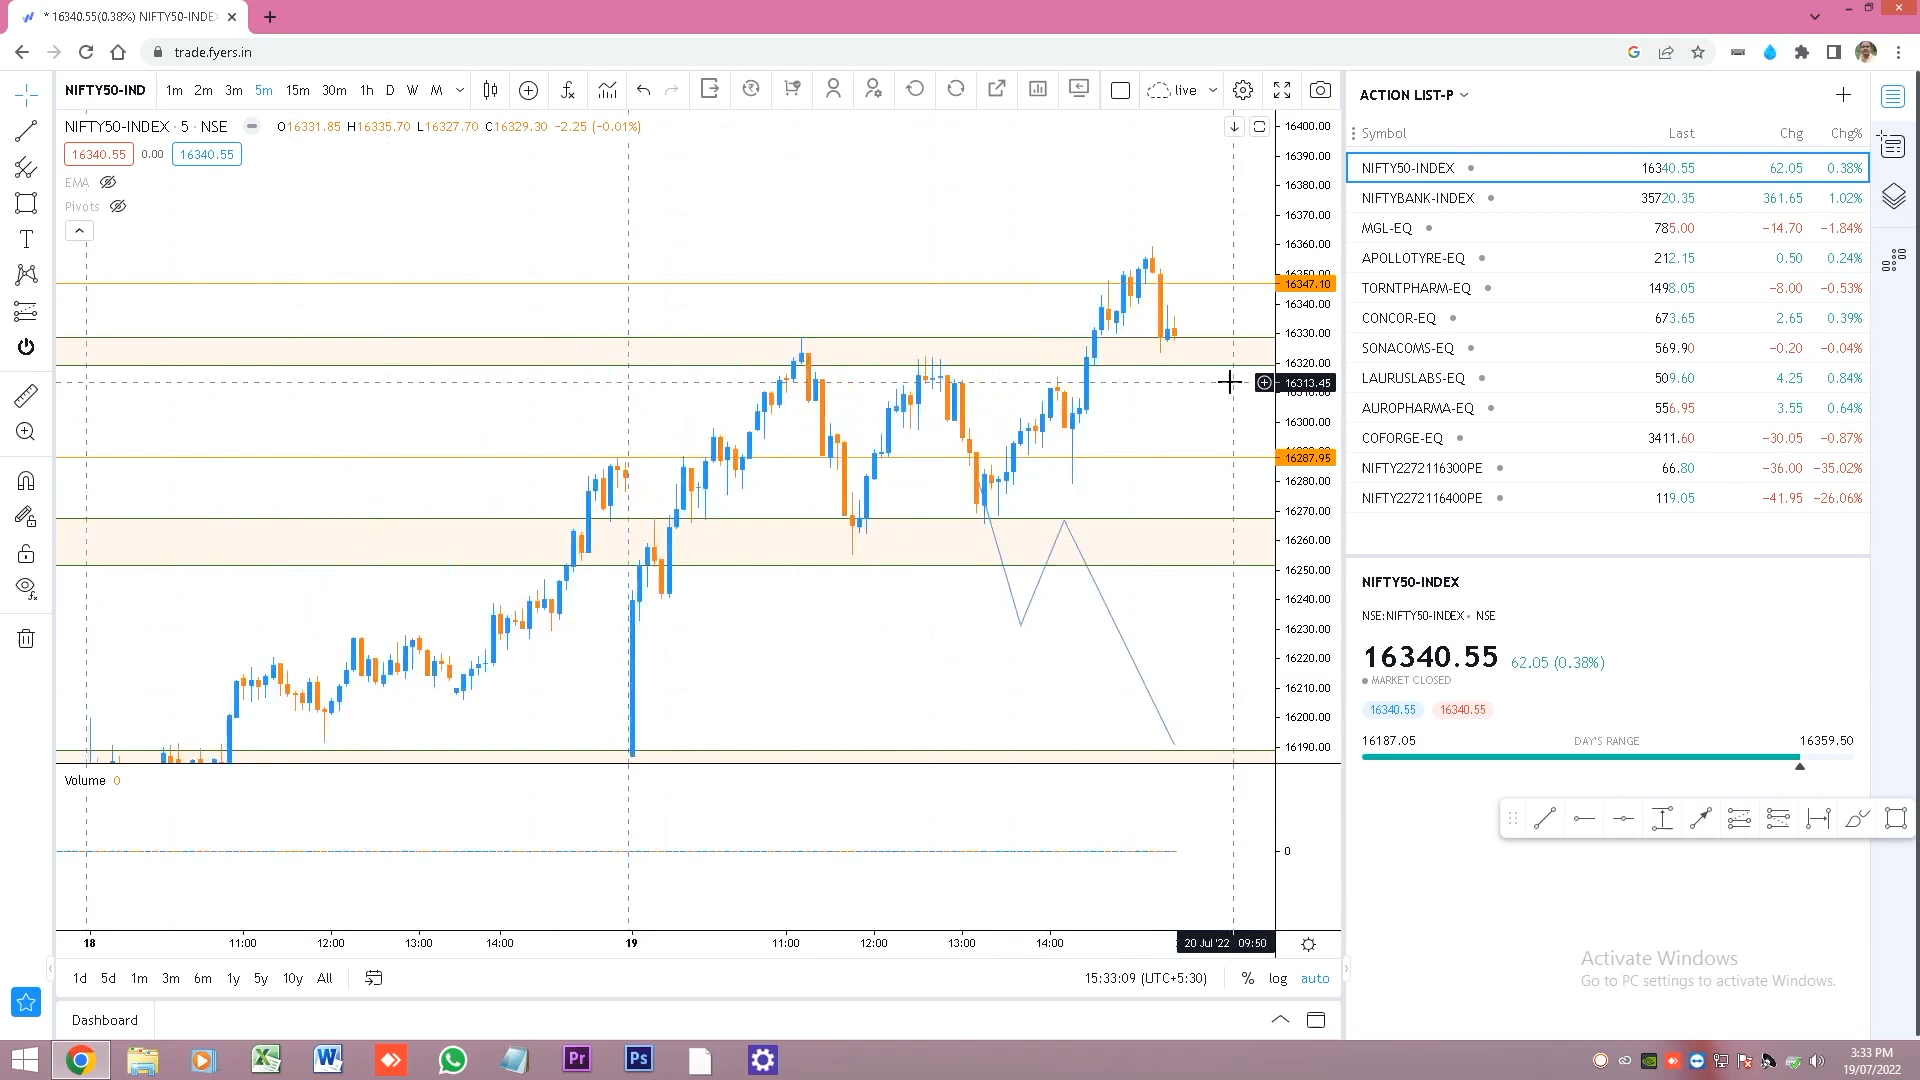 * 16340.55(0.38%) NIFTY50-INDE
trade.fyers.in
NIFTY50-IND 1m 2m 3m 5m 15m 30m 1h D W M live
NIFTY50-INDEX · 5 · NSE O16331.85 H16335.70 L16327.70 C16329.30 −2.25 (−0.01%)
16340.55 0.00 16340.55
EMA
Pivots
16400.00
16390.00
16380.00
16370.00
16360.00
16350.00
16347.10
16340.00
16330.00
16320.00
16313.45
16310.00
16300.00
16287.95
16280.00
16270.00
16260.00
16250.00
16240.00
16230.00
16220.00
16210.00
16200.00
16190.00
Volume 0
0
18 11:00 12:00 13:00 14:00 19 11:00 12:00 13:00 14:00 20 Jul '22 09:50
1d 5d 1m 3m 6m 1y 5y 10y All 15:33:09 (UTC+5:30) % log auto
Dashboard
ACTION LIST-P
Symbol Last Chg Chg%
NIFTY50-INDEX 16340.55 62.05 0.38%
NIFTYBANK-INDEX 35720.35 361.65 1.02%
MGL-EQ 785.00 −14.70 −1.84%
APOLLOTYRE-EQ 212.15 0.50 0.24%
TORNTPHARM-EQ 1498.05 −8.00 −0.53%
CONCOR-EQ 673.65 2.65 0.39%
SONACOMS-EQ 569.90 −0.20 −0.04%
LAURUSLABS-EQ 509.60 4.25 0.84%
AUROPHARMA-EQ 556.95 3.55 0.64%
COFORGE-EQ 3411.60 −30.05 −0.87%
NIFTY2272116300PE 66.80 −36.00 −35.02%
NIFTY2272116400PE 119.05 −41.95 −26.06%
NIFTY50-INDEX
NSE:NIFTY50-INDEX • NSE
16340.55 62.05 (0.38%)
MARKET CLOSED
16340.55 16340.55
16187.05 DAY'S RANGE 16359.50
Activate Windows
Go to PC settings to activate Windows.
W Pr Ps
3:33 PM
19/07/2022